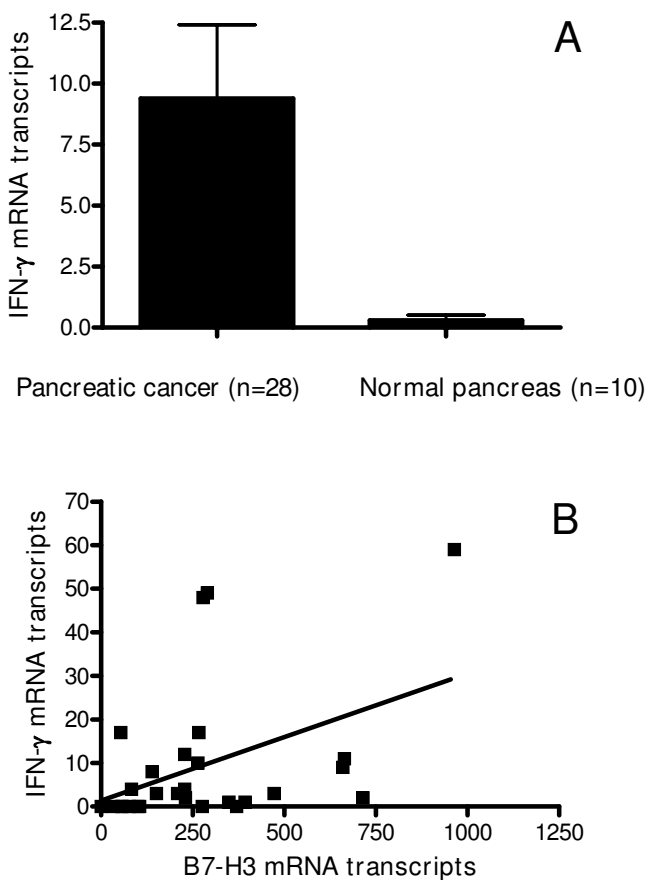 A
IFN-γ mRNA transcripts
12.5
10.0
7.5
5.0
2.5
0.0
Pancreatic cancer (n=28) Normal pancreas (n=10)
B
IFN-γ mRNA transcripts
70
60
50
40
30
20
10
0
0 250 500 750 1000 1250
B7-H3 mRNA transcripts